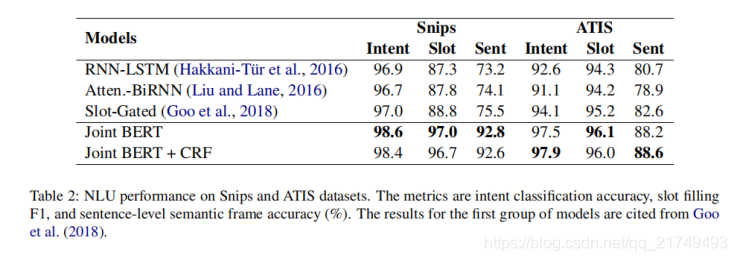 Models Snips ATIS
Intent Slot Sent Intent Slot Sent
RNN-LSTM (Hakkani-Tür et al., 2016) 96.9 87.3 73.2 92.6 94.3 80.7
Atten.-BiRNN (Liu and Lane, 2016) 96.7 87.8 74.1 91.1 94.2 78.9
Slot-Gated (Goo et al., 2018) 97.0 88.8 75.5 94.1 95.2 82.6
Joint BERT 98.6 97.0 92.8 97.5 96.1 88.2
Joint BERT + CRF 98.4 96.7 92.6 97.9 96.0 88.6
Table 2: NLU performance on Snips and ATIS datasets. The metrics are intent classification accuracy, slot filling
F1, and sentence-level semantic frame accuracy (%). The results for the first group of models are cited from Goo
et al. (2018).
https://blog.csdn.net/qq_21749493